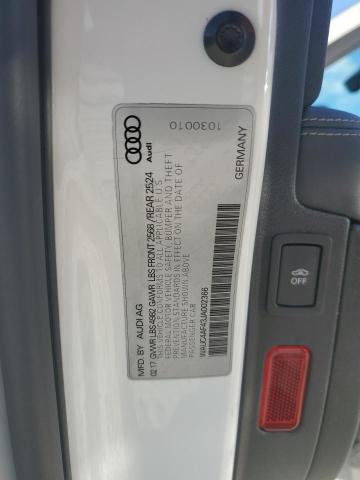 1030010
Audi
GERMANY
MFD. BY AUDI AG
02-17 GVWR LBS 4982 GAWR LBS FRONT 2568 / REAR 2524
THIS VEHICLE CONFORMS TO ALL APPLICABLE U S
FEDERAL MOTOR VEHICLE SAFETY, BUMPER AND THEFT
PREVENTION STANDARDS IN EFFECT ON THE DATE OF
MANUFACTURE SHOWN ABOVE
PASSENGER CAR
WAUC4AF43JA002366
OFF